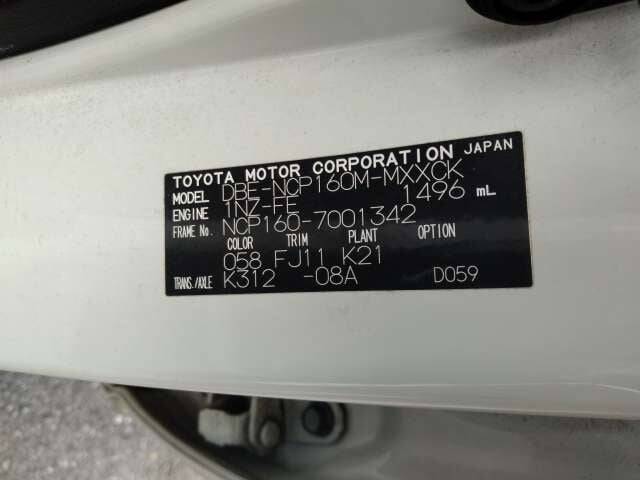 TOYOTA MOTOR CORPORATION JAPAN
MODEL DBE-NCP160M-MXXCK
ENGINE 1NZ-FE 1496 mL
FRAME No. NCP160-7001342
COLOR TRIM PLANT OPTION
058 FJ11 K21
TRANS./AXLE K312 -08A D059